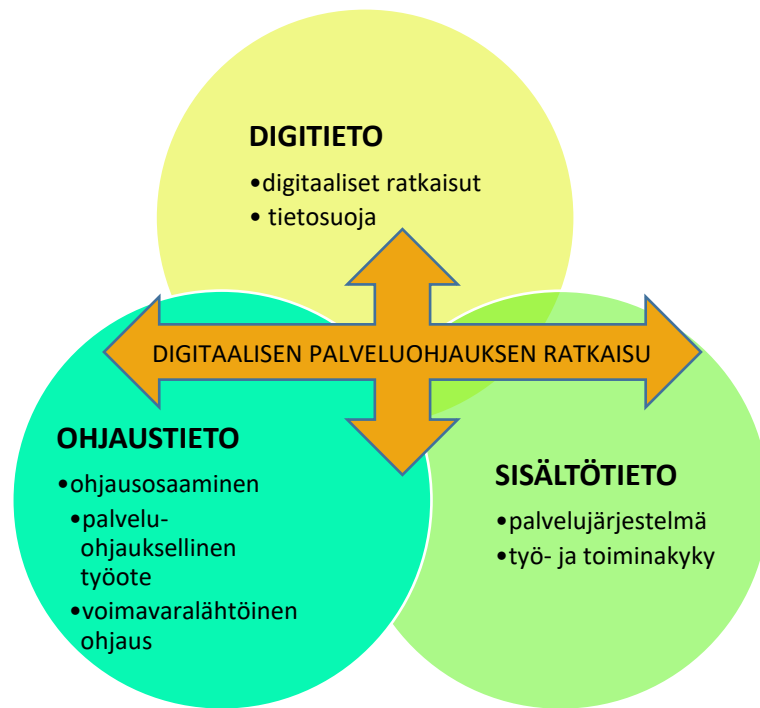 DIGITIETO
•digitaaliset ratkaisut
• tietosuoja
DIGITAALISEN PALVELUOHJAUKSEN RATKAISU
OHJAUSTIETO
•ohjausosaaminen
•palvelu-
ohjauksellinen
työote
•voimavaralähtöinen
ohjaus
SISÄLTÖTIETO
•palvelujärjestelmä
•työ- ja toiminakyky